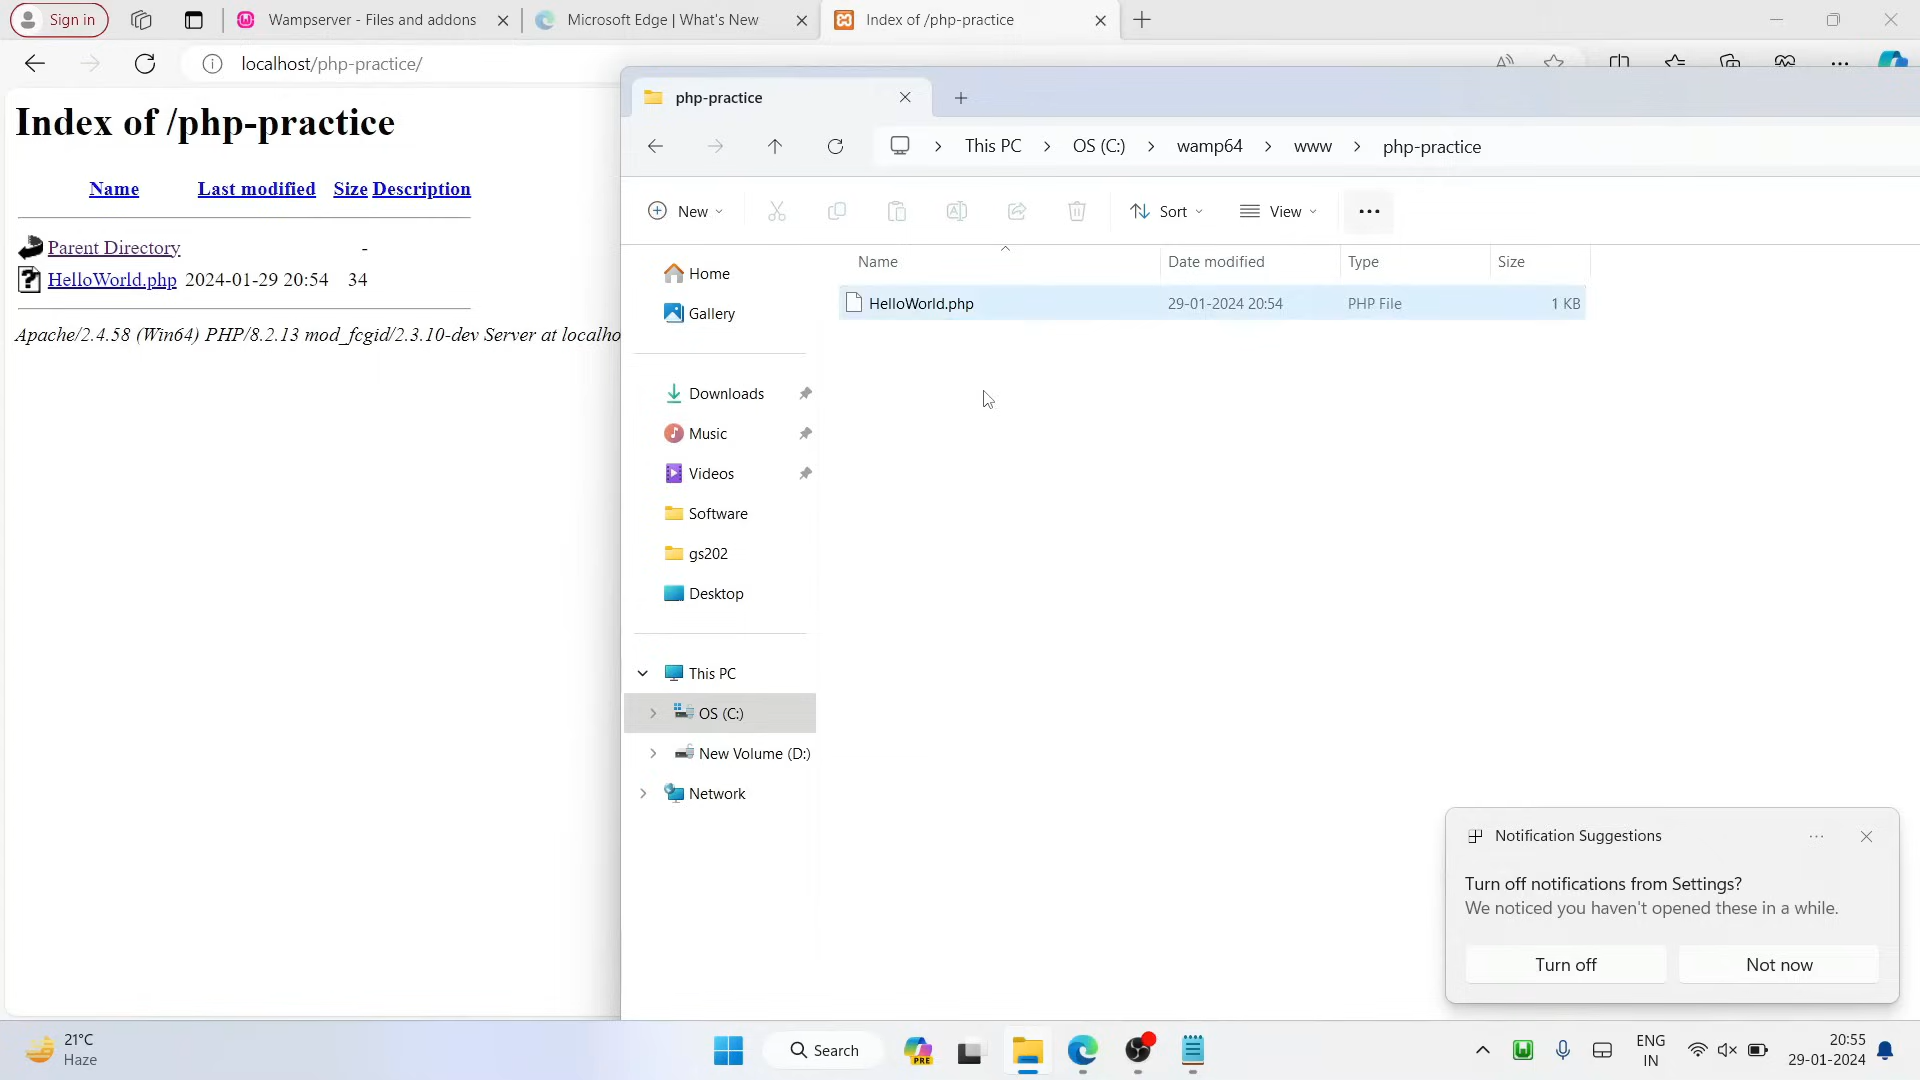 Sign in
Wampserver - Files and addons
Microsoft Edge | What's New
Index of /php-practice
localhost/php-practice/
Index of /php-practice
Name Last modified Size Description
Parent Directory -
HelloWorld.php 2024-01-29 20:54 34
Apache/2.4.58 (Win64) PHP/8.2.13 mod_fcgid/2.3.10-dev Server at localho
php-practice
This PC > OS (C:) > wamp64 > www > php-practice
New Sort View
Name Date modified Type Size
HelloWorld.php 29-01-2024 20:54 PHP File 1 KB
Home
Gallery
Downloads
Music
Videos
Software
gs202
Desktop
This PC
OS (C:)
New Volume (D:)
Network
Notification Suggestions
Turn off notifications from Settings?
We noticed you haven't opened these in a while.
Turn off Not now
21°C
Haze
Search
PRE
ENG
IN
20:55
29-01-2024